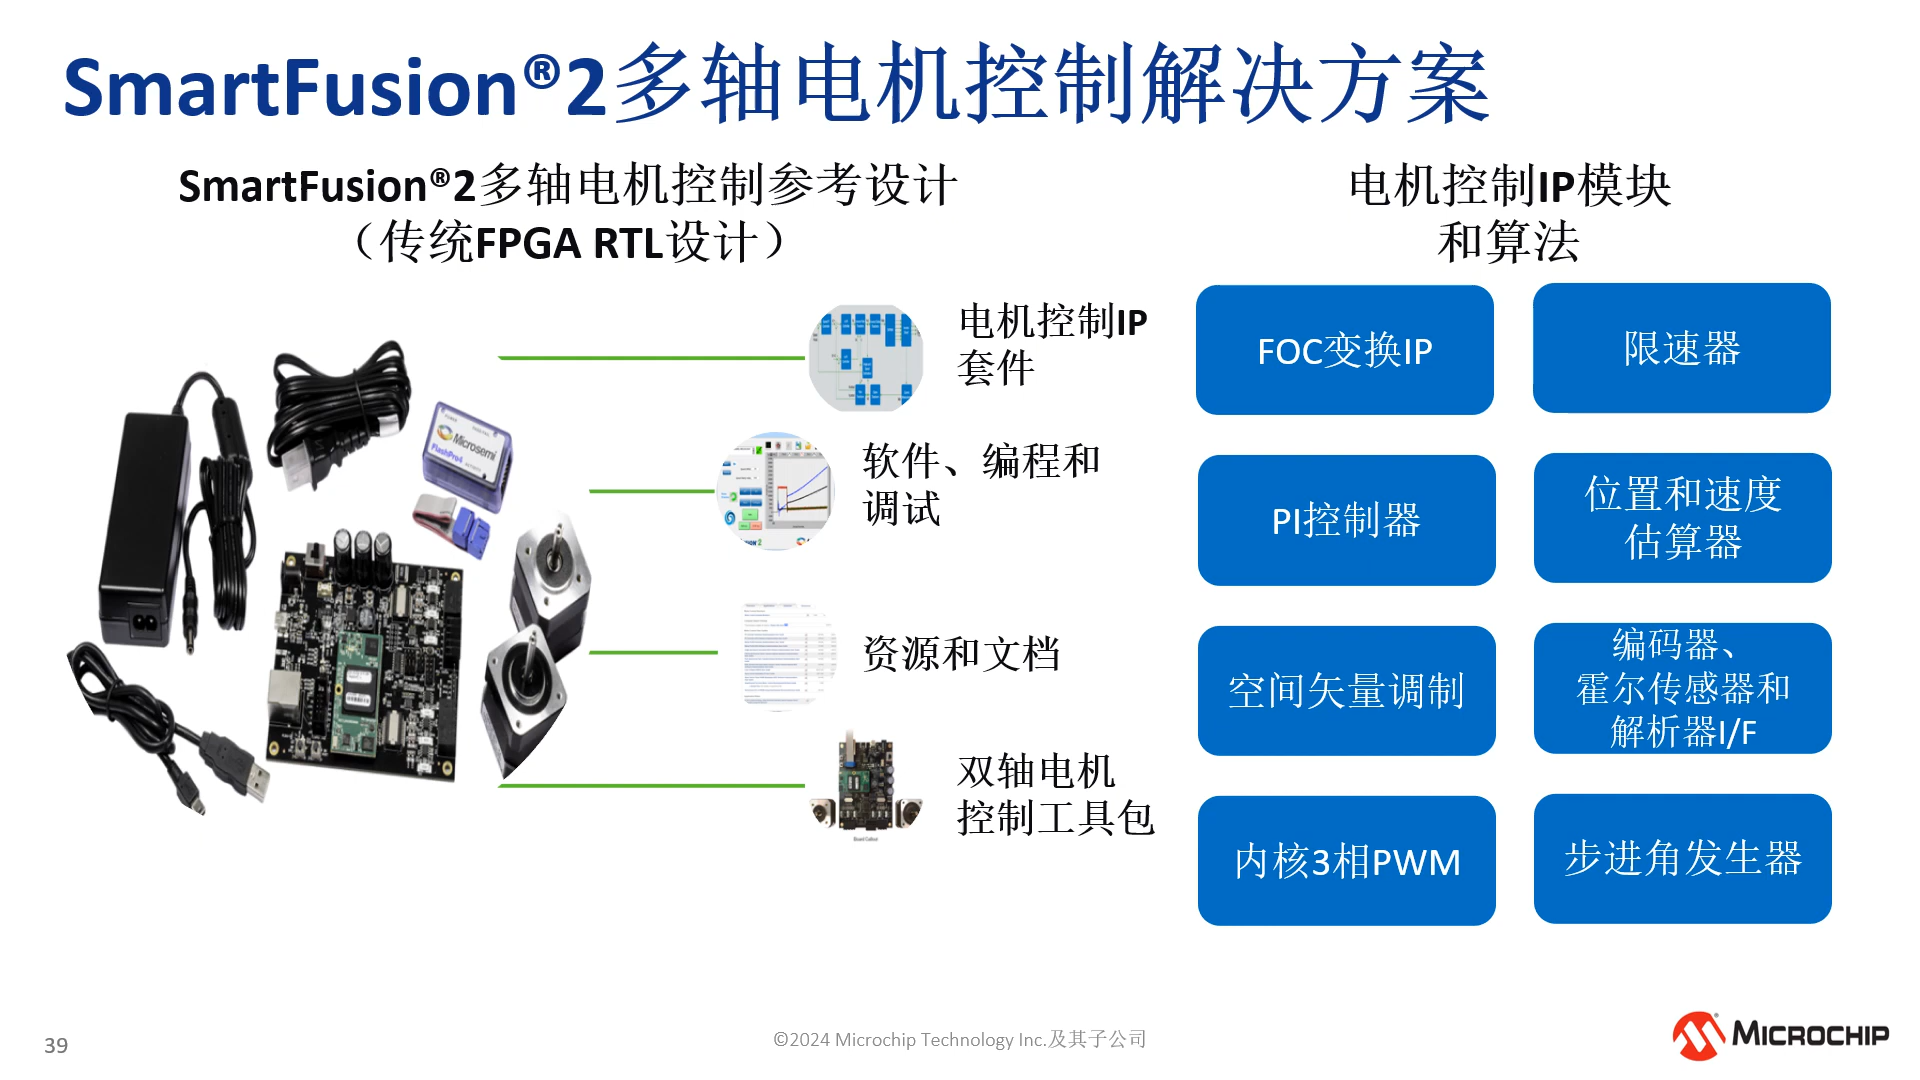 SmartFusion®2多轴电机控制解决方案
SmartFusion®2多轴电机控制参考设计
（传统FPGA RTL设计）
电机控制IP
套件
软件、编程和
调试
资源和文档
双轴电机
控制工具包
Microsemi
FlashPro4
电机控制IP模块
和算法
FOC变换IP
限速器
PI控制器
位置和速度
估算器
空间矢量调制
编码器、
霍尔传感器和
解析器I/F
内核3相PWM
步进角发生器
39
©2024 Microchip Technology Inc.及其子公司
MICROCHIP